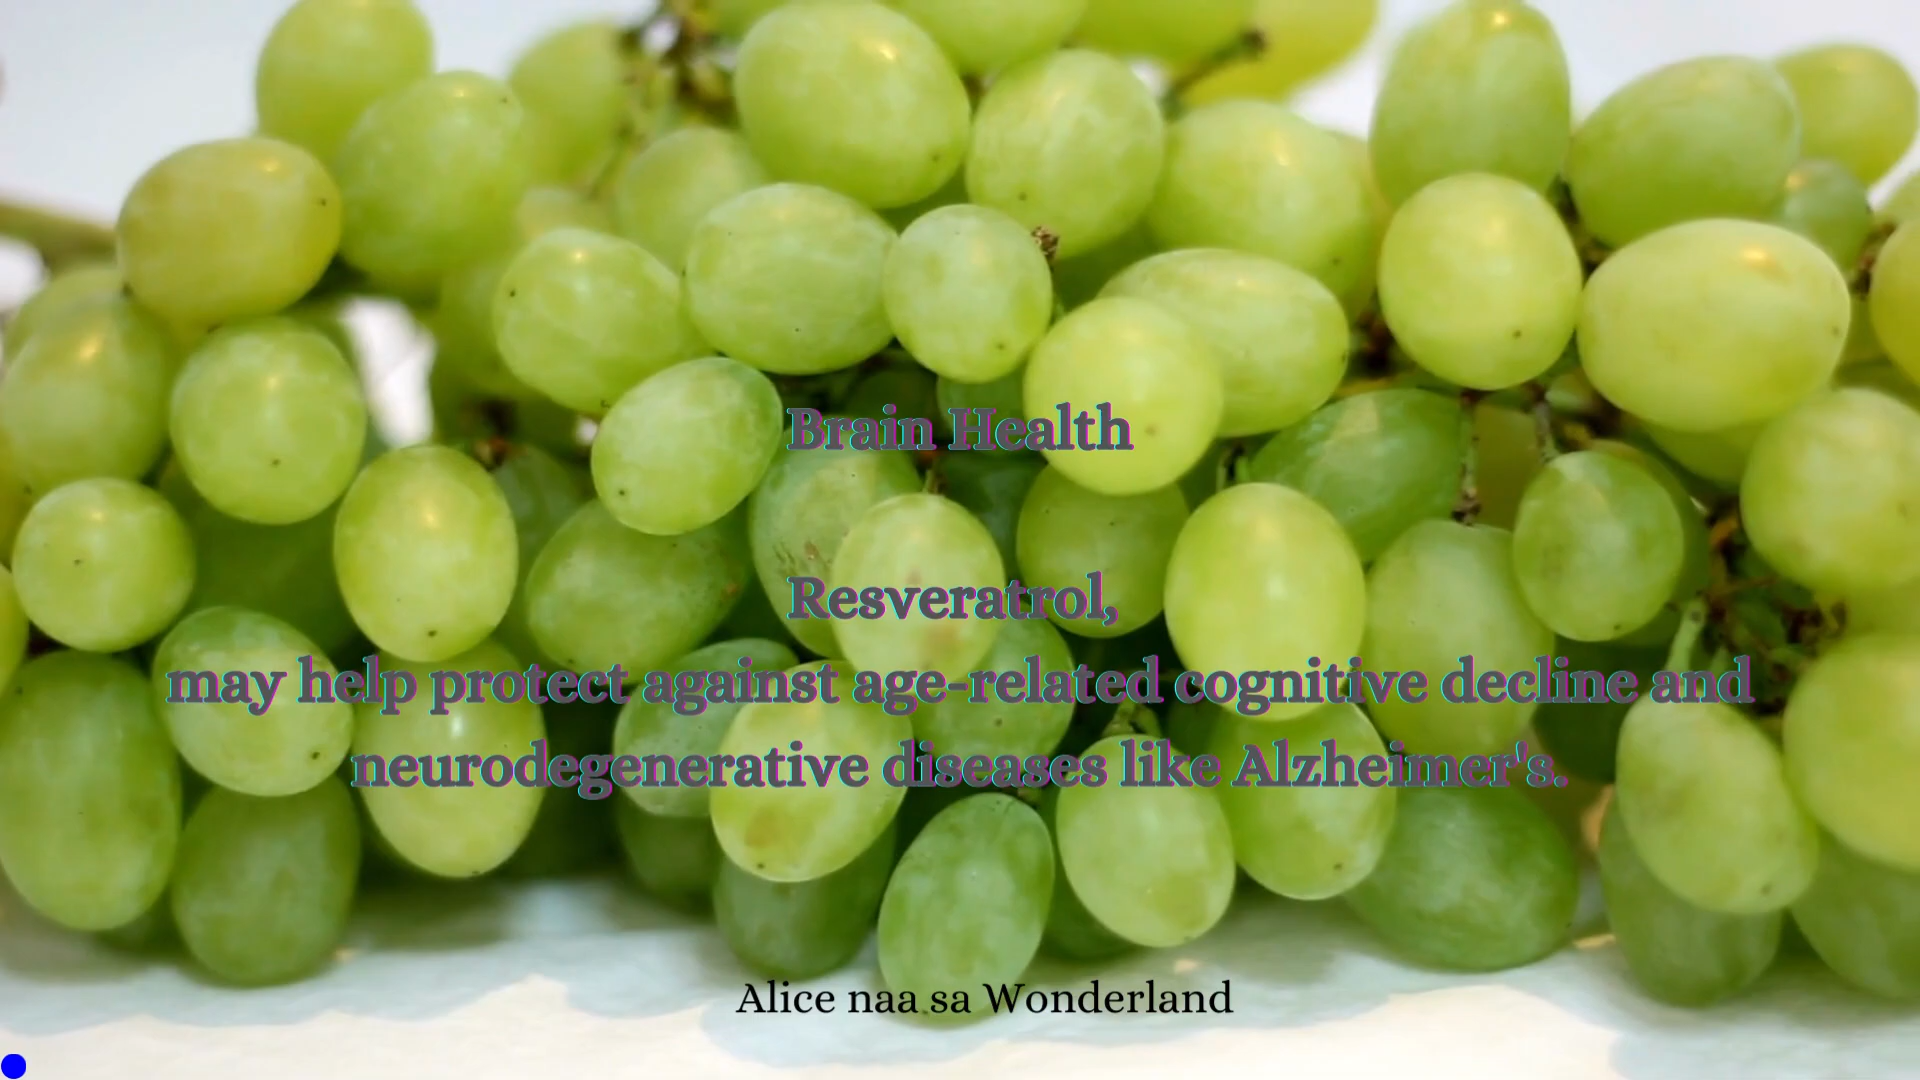 Brain Health
Resveratrol,
may help protect against age-related cognitive decline and
neurodegenerative diseases like Alzheimer's.
Alice naa sa Wonderland